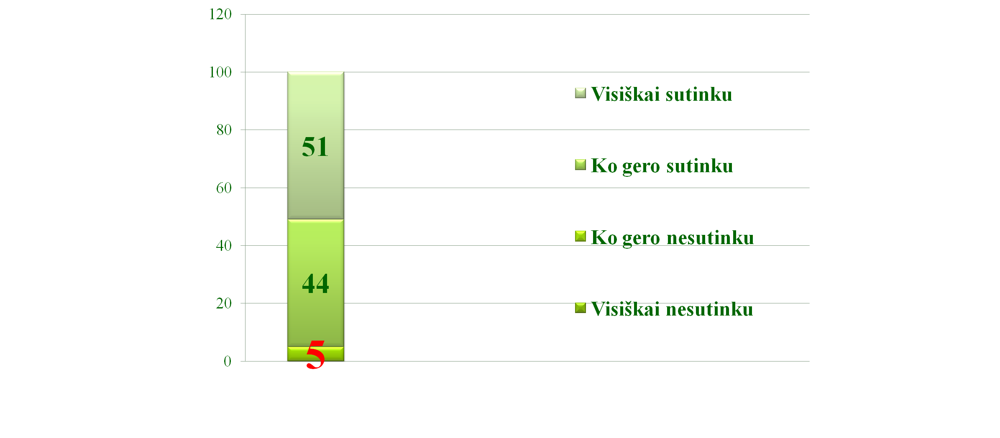 120
100
80
60
40
20
0
51
44
5
Visiškai sutinku
Ko gero sutinku
Ko gero nesutinku
Visiškai nesutinku